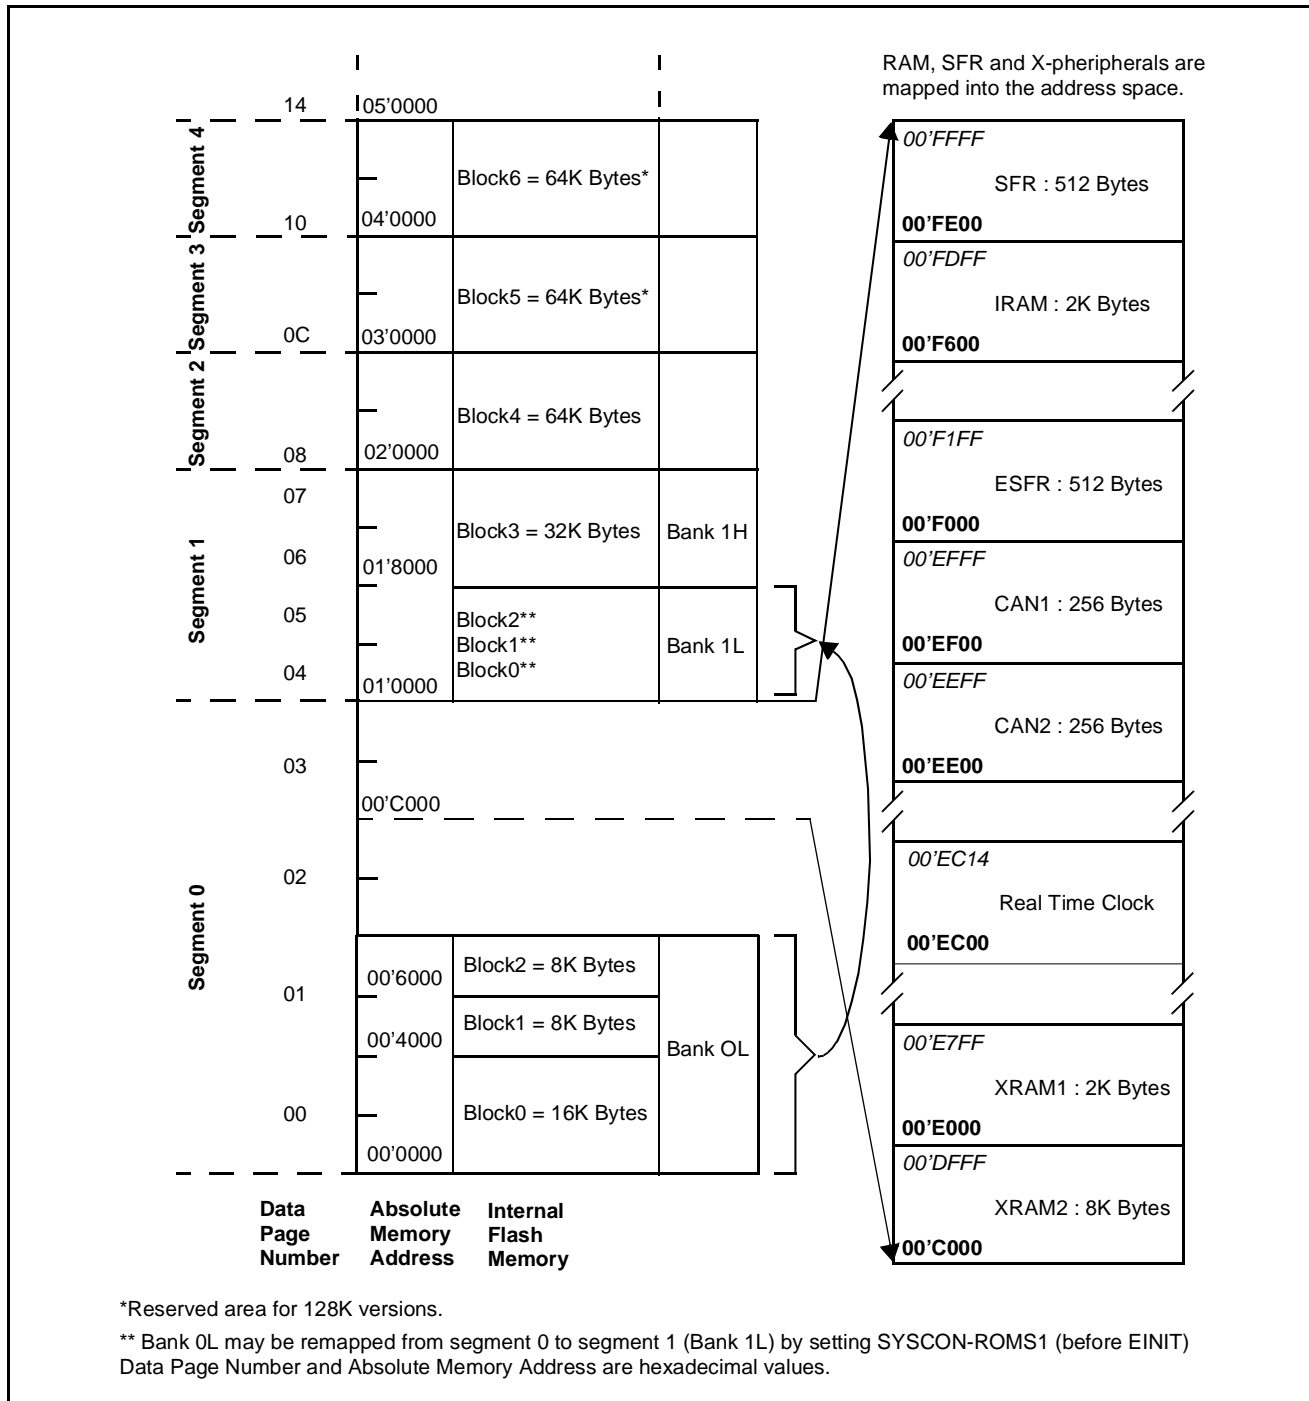 RAM, SFR and X-pheripherals are
mapped into the address space.
14
05'0000
Segment 4
Block6 = 64K Bytes*
10
04'0000
Segment 3
Block5 = 64K Bytes*
0C
03'0000
Segment 2
Block4 = 64K Bytes
08
02'0000
Segment 1
07
Block3 = 32K Bytes
Bank 1H
06
01'8000
05
Block2**
Block1**
Block0**
Bank 1L
04
01'0000
Segment 0
03
00'C000
02
01
00'6000
Block2 = 8K Bytes
00'4000
Block1 = 8K Bytes
Bank OL
00
Block0 = 16K Bytes
00'0000
Data
Page
Number
Absolute
Memory
Address
Internal
Flash
Memory
00'FFFF
SFR : 512 Bytes
00'FE00
00'FDFF
IRAM : 2K Bytes
00'F600
00'F1FF
ESFR : 512 Bytes
00'F000
00'EFFF
CAN1 : 256 Bytes
00'EF00
00'EEFF
CAN2 : 256 Bytes
00'EE00
00'EC14
Real Time Clock
00'EC00
00'E7FF
XRAM1 : 2K Bytes
00'E000
00'DFFF
XRAM2 : 8K Bytes
00'C000
*Reserved area for 128K versions.
** Bank 0L may be remapped from segment 0 to segment 1 (Bank 1L) by setting SYSCON-ROMS1 (before EINIT)
Data Page Number and Absolute Memory Address are hexadecimal values.